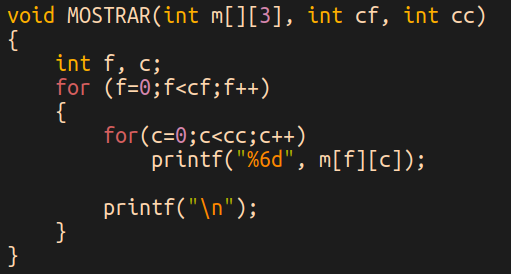 void MOSTRAR(int m[][3], int cf, int cc)
{
    int f, c;
    for (f=0;f<cf;f++)
    {
        for(c=0;c<cc;c++)
            printf("%6d", m[f][c]);

        printf("\n");
    }
}